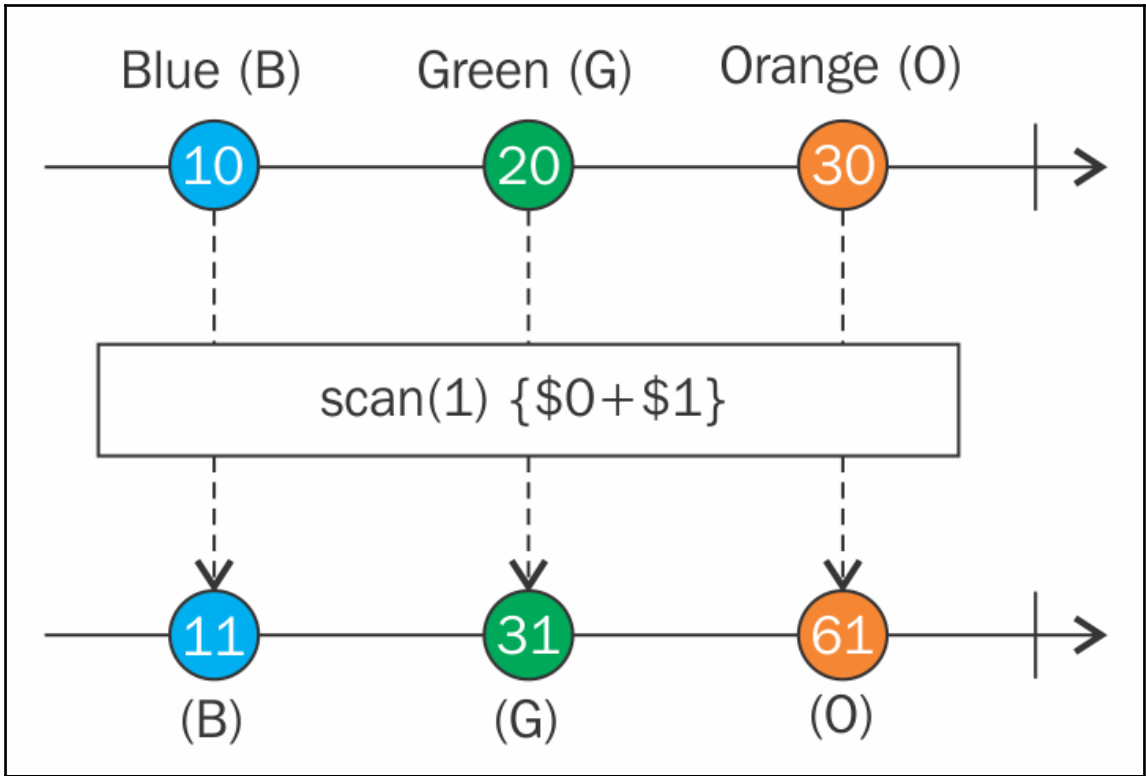 Blue (B) Green (G) Orange (O)
10 20 30
scan(1) {$0+$1}
11 31 61
(B) (G) (O)